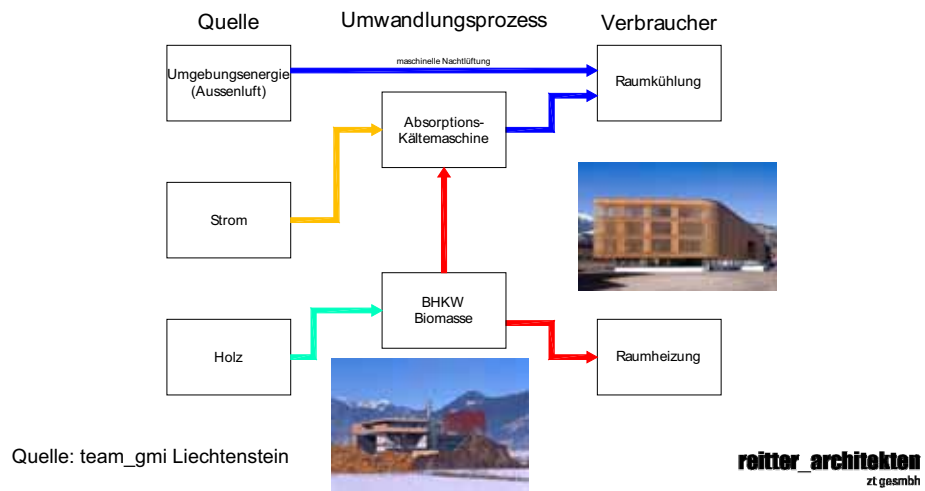 Quelle
Umwandlungsprozess
Verbraucher
Umgebungsenergie
(Aussenluft)
maschinelle Nachtlüftung
Raumkühlung
Absorptions-
Kältemaschine
Strom
BHKW
Biomasse
Holz
Raumheizung
Quelle: team_gmi Liechtenstein
reitter_architekten
zt gesmbh